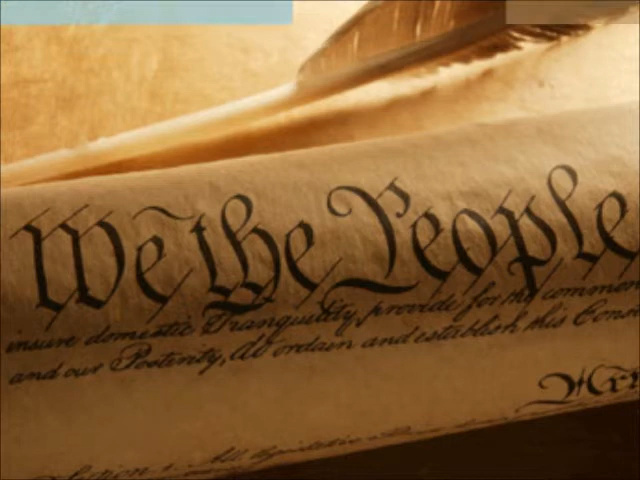 We the People
insure domestic Tranquility, provide for the common
and our Posterity, do ordain and establish this Const